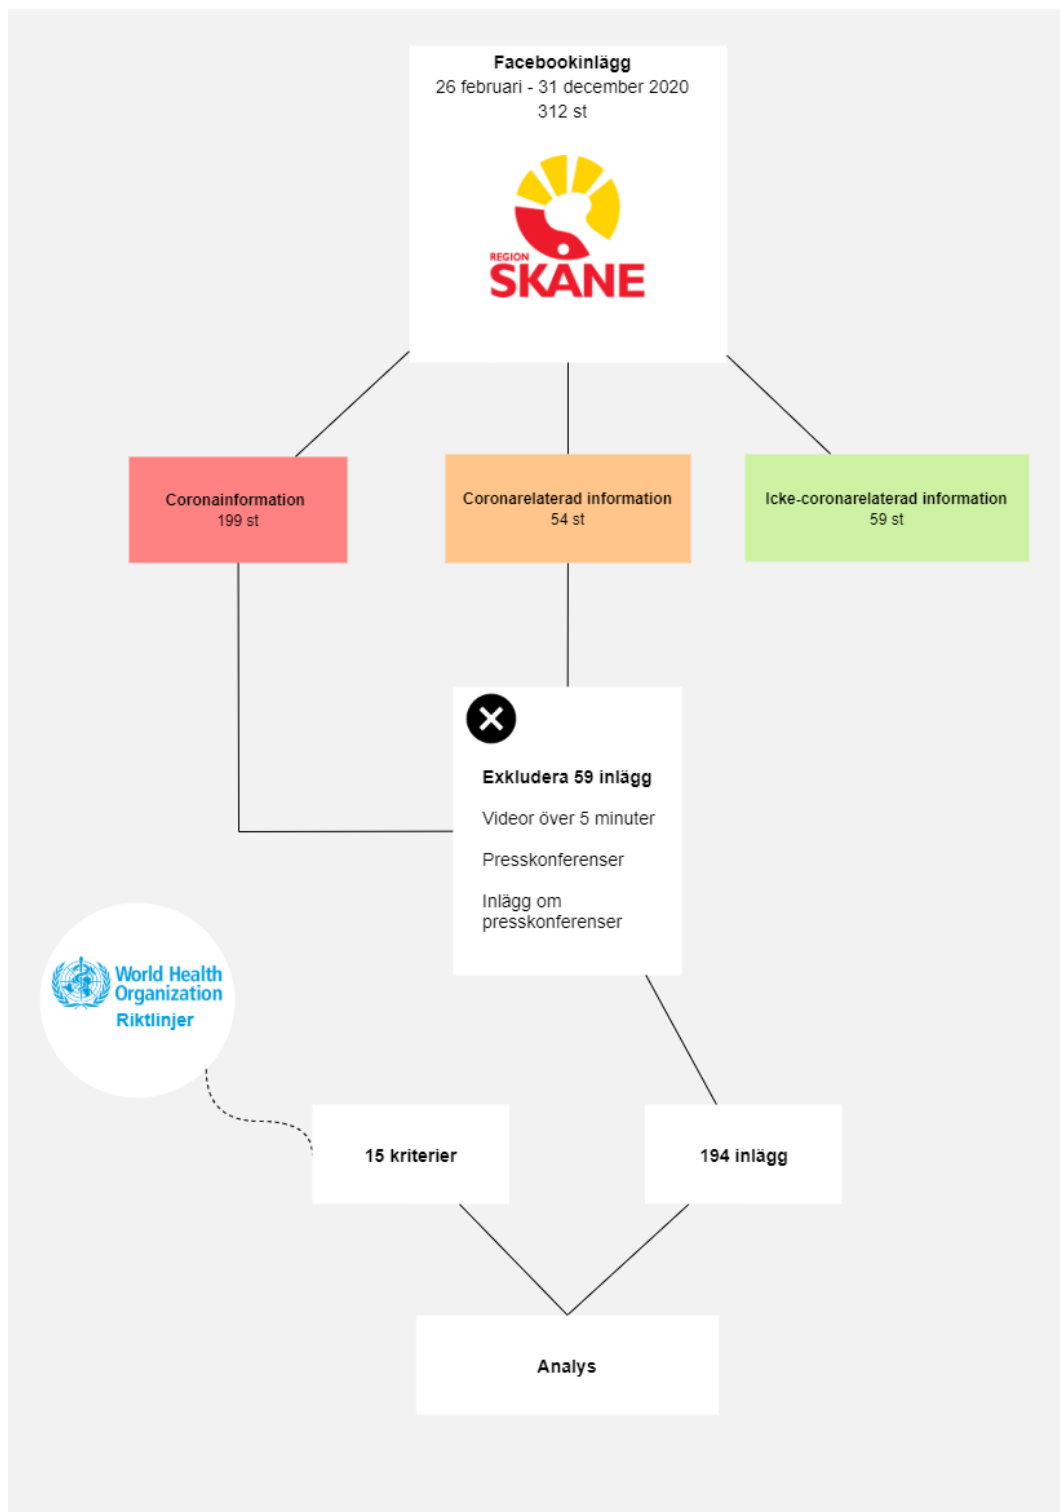 Facebookinlägg
26 februari - 31 december 2020
312 st
REGION
SKÅNE
Coronainformation
199 st
Coronarelaterad information
54 st
Icke-coronarelaterad information
59 st
Exkludera 59 inlägg
Videor över 5 minuter
Presskonferenser
Inlägg om
presskonferenser
World Health
Organization
Riktlinjer
15 kriterier
194 inlägg
Analys